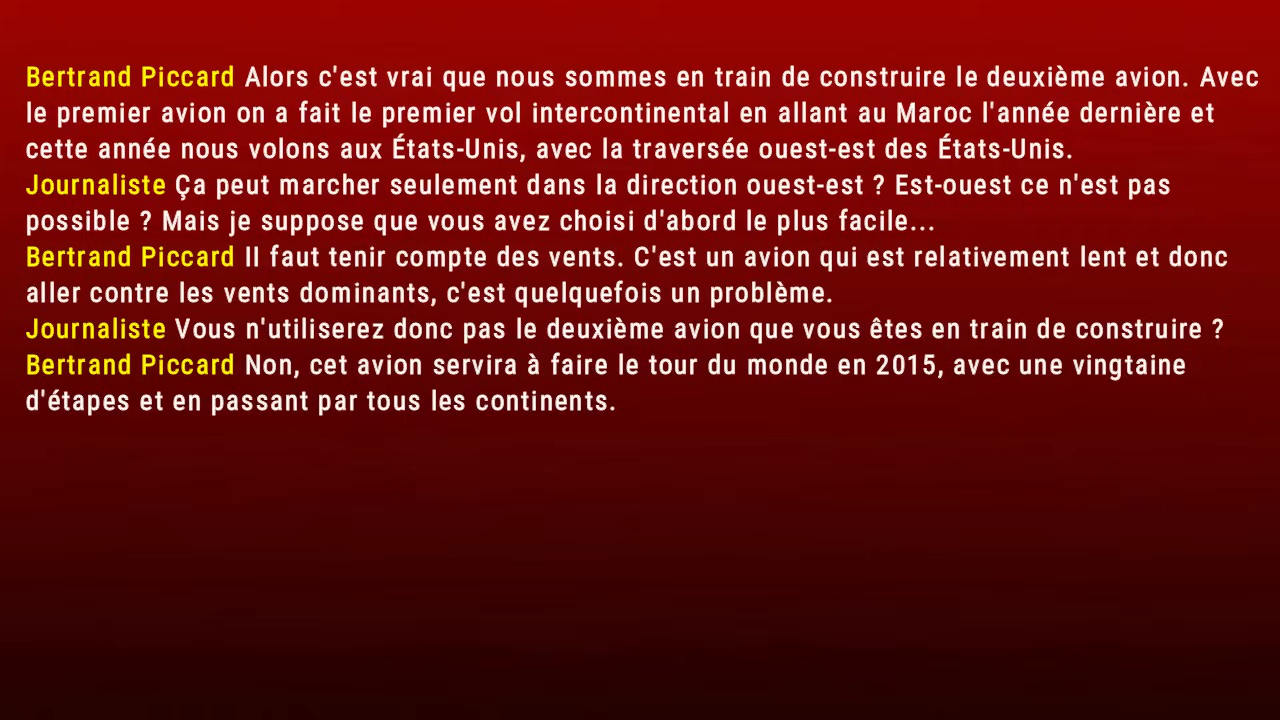 Bertrand Piccard Alors c'est vrai que nous sommes en train de construire le deuxième avion. Avec
le premier avion on a fait le premier vol intercontinental en allant au Maroc l'année dernière et
cette année nous volons aux États-Unis, avec la traversée ouest-est des États-Unis.
Journaliste Ça peut marcher seulement dans la direction ouest-est ? Est-ouest ce n'est pas
possible ? Mais je suppose que vous avez choisi d'abord le plus facile...
Bertrand Piccard Il faut tenir compte des vents. C'est un avion qui est relativement lent et donc
aller contre les vents dominants, c'est quelquefois un problème.
Journaliste Vous n'utiliserez donc pas le deuxième avion que vous êtes en train de construire ?
Bertrand Piccard Non, cet avion servira à faire le tour du monde en 2015, avec une vingtaine
d'étapes et en passant par tous les continents.